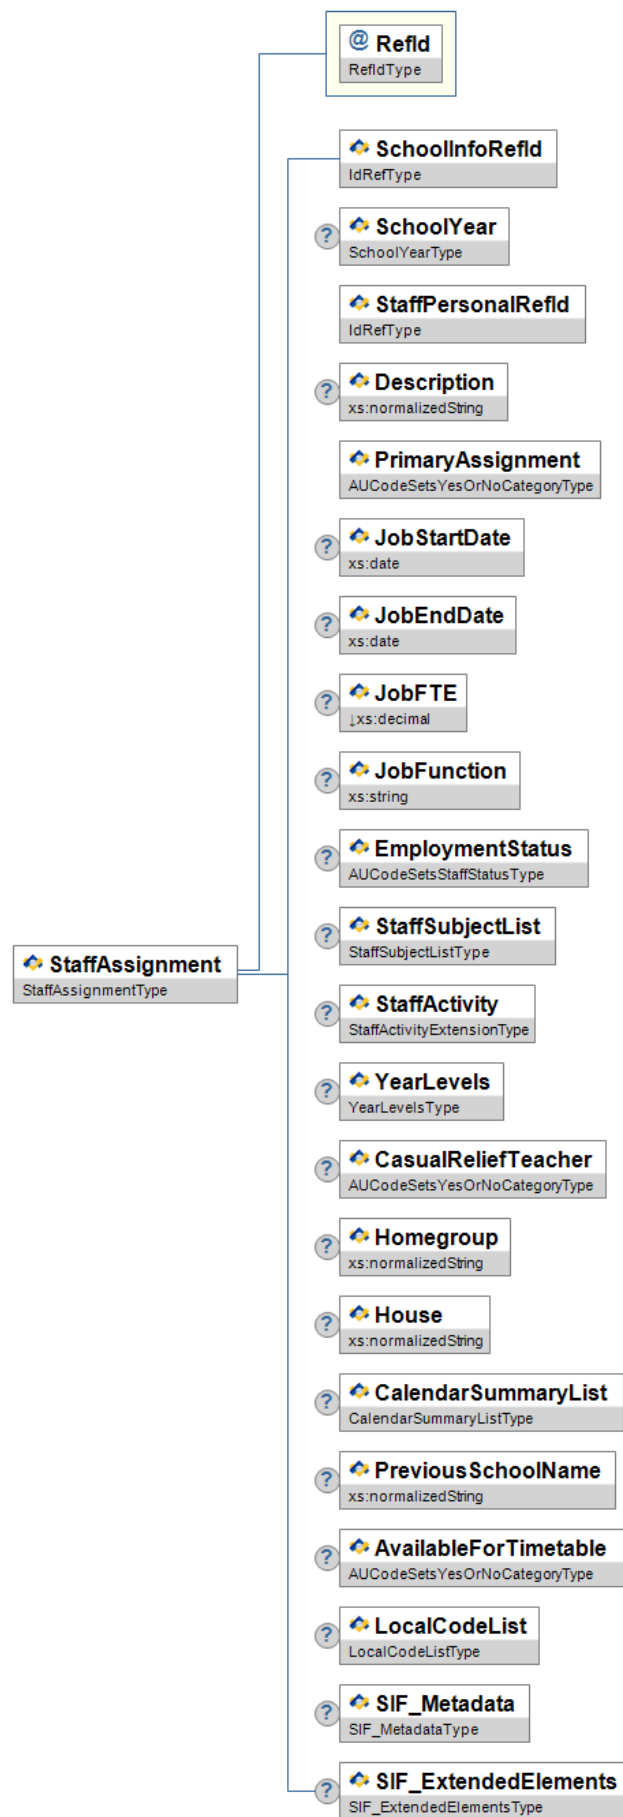 @ RefId
RefIdType
SchoolInfoRefId
IdRefType
? SchoolYear
SchoolYearType
StaffPersonalRefId
IdRefType
? Description
xs:normalizedString
PrimaryAssignment
AUCodeSetsYesOrNoCategoryType
? JobStartDate
xs:date
? JobEndDate
xs:date
? JobFTE
↓xs:decimal
? JobFunction
xs:string
? EmploymentStatus
AUCodeSetsStaffStatusType
? StaffSubjectList
StaffSubjectListType
StaffAssignment
StaffAssignmentType
? StaffActivity
StaffActivityExtensionType
? YearLevels
YearLevelsType
? CasualReliefTeacher
AUCodeSetsYesOrNoCategoryType
? Homegroup
xs:normalizedString
? House
xs:normalizedString
? CalendarSummaryList
CalendarSummaryListType
? PreviousSchoolName
xs:normalizedString
? AvailableForTimetable
AUCodeSetsYesOrNoCategoryType
? LocalCodeList
LocalCodeListType
? SIF_Metadata
SIF_MetadataType
? SIF_ExtendedElements
SIF_ExtendedElementsType